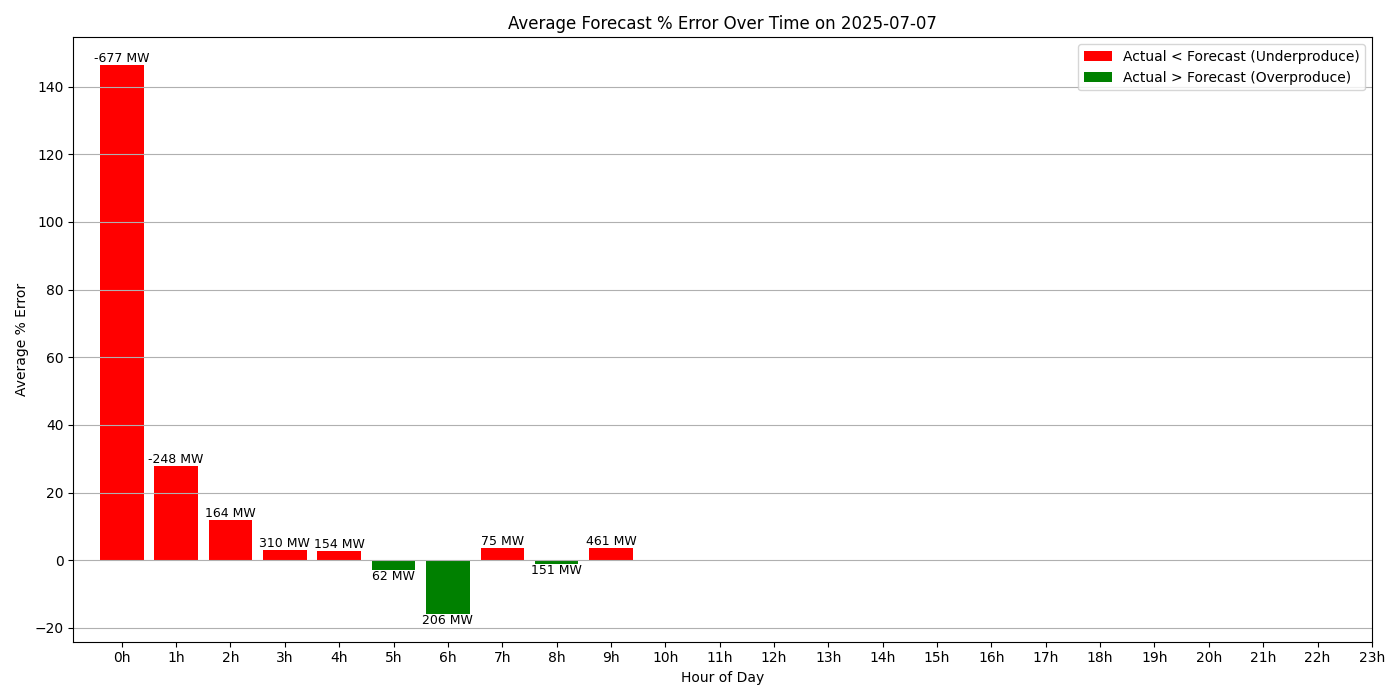 Average Forecast % Error Over Time on 2025-07-07
Actual < Forecast (Underproduce)
Actual > Forecast (Overproduce)
Average % Error
140
120
100
80
60
40
20
0
−20
-677 MW
-248 MW
164 MW
310 MW
154 MW
62 MW
206 MW
75 MW
151 MW
461 MW
0h 1h 2h 3h 4h 5h 6h 7h 8h 9h 10h 11h 12h 13h 14h 15h 16h 17h 18h 19h 20h 21h 22h 23h
Hour of Day